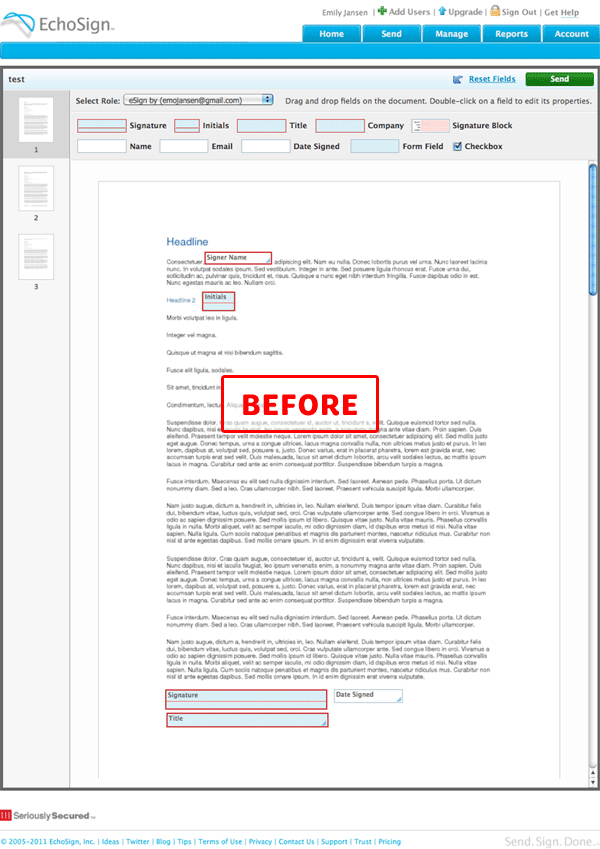 EchoSign™
Emily Jansen | Add Users | Upgrade | Sign Out | Get Help
Home Send Manage Reports Account
test
Reset Fields Send
Select Role: eSign by (emojansen@gmail.com) Drag and drop fields on the document. Double-click on a field to edit its properties.
Signature Initials Title Company Signature Block
Name Email Date Signed Form Field Checkbox
1
2
3
Headline
Consectetuer Signer Name adipiscing elit. Nam eu nulla. Donec lobortis purus vel urna. Nunc laoreet lacinia
nunc. In volutpat sodales ipsum. Sed vestibulum. Integer in ante. Sed posuere ligula rhoncus erat. Fusce urna dui,
sollicitudin ac, pulvinar quis, tincidunt et, risus. Quisque a nunc eget nibh interdum fringilla. Fusce dapibus odio in est.
Nunc egestas mauris ac leo. Nullam orci.
Headline 2 Initials
Morbi volutpat leo in ligula.
Integer vel magna.
Quisque ut magna et nisi bibendum sagittis.
Fusce elit ligula, sodales.
Sit amet, tincidunt in
Condimentum, lectus. Aliqua
BEFORE
Suspendisse dolor. Cras quam augue, consectetuer id, auctor ut, tincidunt a, velit. Quisque euismod tortor sed nulla.
Nunc dapibus, nisi et iaculis feugiat, leo ipsum venenatis enim, a nonummy magna ante vitae diam. Proin sapien. Duis
eleifend. Praesent tempor velit molestie neque. Lorem ipsum dolor sit amet, consectetuer adipiscing elit. Sed mollis justo
eget augue. Donec tempus, urna a congue ultrices, lacus magna convallis nulla, non ultrices metus justo et purus. In leo
lorem, dapibus at, volutpat sed, posuere a, justo. Donec varius, erat in placerat pharetra, lorem est gravida erat, nec
accumsan turpis est vel tortor. Duis malesuada, lacus sit amet dictum lobortis, arcu velit sodales lectus, ac mattis ipsum
lacus in magna. Curabitur sed ante ac enim consequat porttitor. Suspendisse bibendum turpis a magna.
Fusce interdum. Maecenas eu elit sed nulla dignissim interdum. Sed laoreet. Aenean pede. Phasellus porta. Ut dictum
nonummy diam. Sed a leo. Cras ullamcorper nibh. Sed laoreet. Praesent vehicula suscipit ligula. Morbi ullamcorper.
Nam justo augue, dictum a, hendrerit in, ultricies in, leo. Nullam eleifend. Duis tempor ipsum vitae diam. Curabitur
elit dui, varius vitae, luctus quis, volutpat sed, orci. Cras vulputate ullamcorper ante. Sed congue libero et orci. Vivamus a
odio ac sapien dignissim posuere. Sed mollis ipsum id libero. Quisque vitae justo. Nulla vitae mauris. Phasellus convallis
ligula in nulla. Morbi aliquet, velit in semper iaculis, mi odio dignissim diam, id dapibus eros metus id nisl. Nulla vitae
sapien. Nulla ligula. Cum sociis natoque penatibus et magnis dis parturient montes, nascetur ridiculus mus. Curabitur non
nisl id ante egestas dapibus. Sed mollis ornare ipsum. In id enim dignissim erat viverra vulputate.
Suspendisse dolor. Cras quam augue, consectetuer id, auctor ut, tincidunt a, velit. Quisque euismod tortor sed nulla.
Nunc dapibus, nisi et iaculis feugiat, leo ipsum venenatis enim, a nonummy magna ante vitae diam. Proin sapien. Duis
eleifend. Praesent tempor velit molestie neque. Lorem ipsum dolor sit amet, consectetuer adipiscing elit. Sed mollis justo
eget augue. Donec tempus, urna a congue ultrices, lacus magna convallis nulla, non ultrices metus justo et purus. In leo
lorem, dapibus at, volutpat sed, posuere a, justo. Donec varius, erat in placerat pharetra, lorem est gravida erat, nec
accumsan turpis est vel tortor. Duis malesuada, lacus sit amet dictum lobortis, arcu velit sodales lectus, ac mattis ipsum
lacus in magna. Curabitur sed ante ac enim consequat porttitor. Suspendisse bibendum turpis a magna.
Fusce interdum. Maecenas eu elit sed nulla dignissim interdum. Sed laoreet. Aenean pede. Phasellus porta. Ut dictum
nonummy diam. Sed a leo. Cras ullamcorper nibh. Sed laoreet. Praesent vehicula suscipit ligula. Morbi ullamcorper.
Nam justo augue, dictum a, hendrerit in, ultricies in, leo. Nullam eleifend. Duis tempor ipsum vitae diam. Curabitur
elit dui, varius vitae, luctus quis, volutpat sed, orci. Cras vulputate ullamcorper ante. Sed congue libero et orci. Vivamus a
odio ac sapien dignissim posuere. Sed mollis ipsum id libero. Quisque vitae justo. Nulla vitae mauris. Phasellus convallis
ligula in nulla. Morbi aliquet, velit in semper iaculis, mi odio dignissim diam, id dapibus eros metus id nisl. Nulla vitae
sapien. Nulla ligula. Cum sociis natoque penatibus et magnis dis parturient montes, nascetur ridiculus mus. Curabitur non
nisl id ante egestas dapibus. Sed mollis ornare ipsum. In id enim dignissim erat viverra vulputate.
Signature Date Signed
Title
SeriouslySecured™
© 2005-2011 EchoSign, Inc. | Ideas | Twitter | Blog | Tips | Terms of Use | Privacy | Contact Us | Support | Trust | Pricing
Send. Sign. Done.™